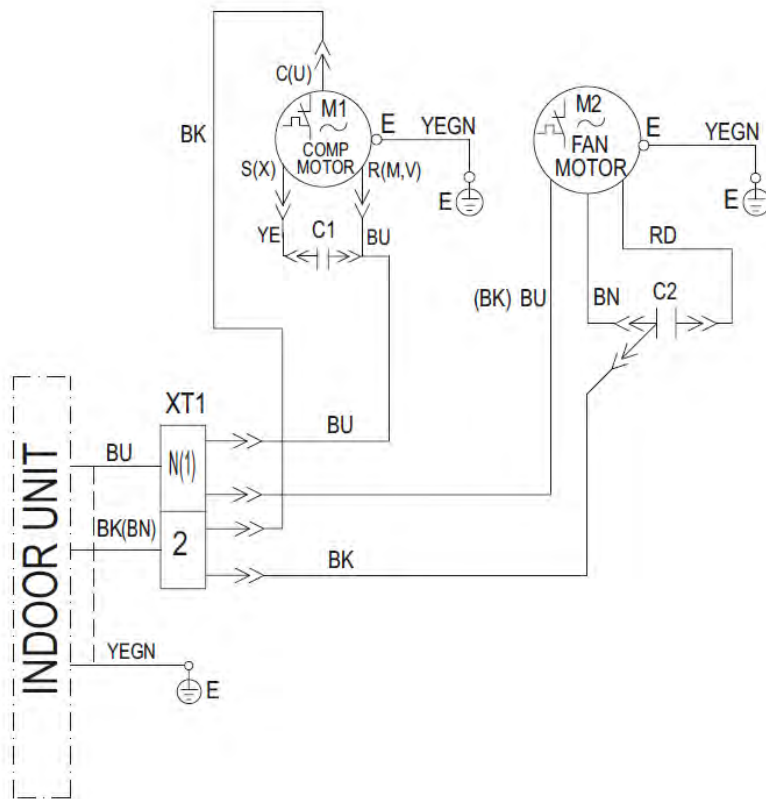 C(U)
M1
COMP
MOTOR
E
YEGN
BK
S(X)
R(M,V)
E
YE
C1
BU
M2
FAN
MOTOR
E
YEGN
E
RD
(BK) BU
BN
C2
XT1
INDOOR UNIT
BU
N(1)
BU
BK(BN)
2
BK
YEGN
E